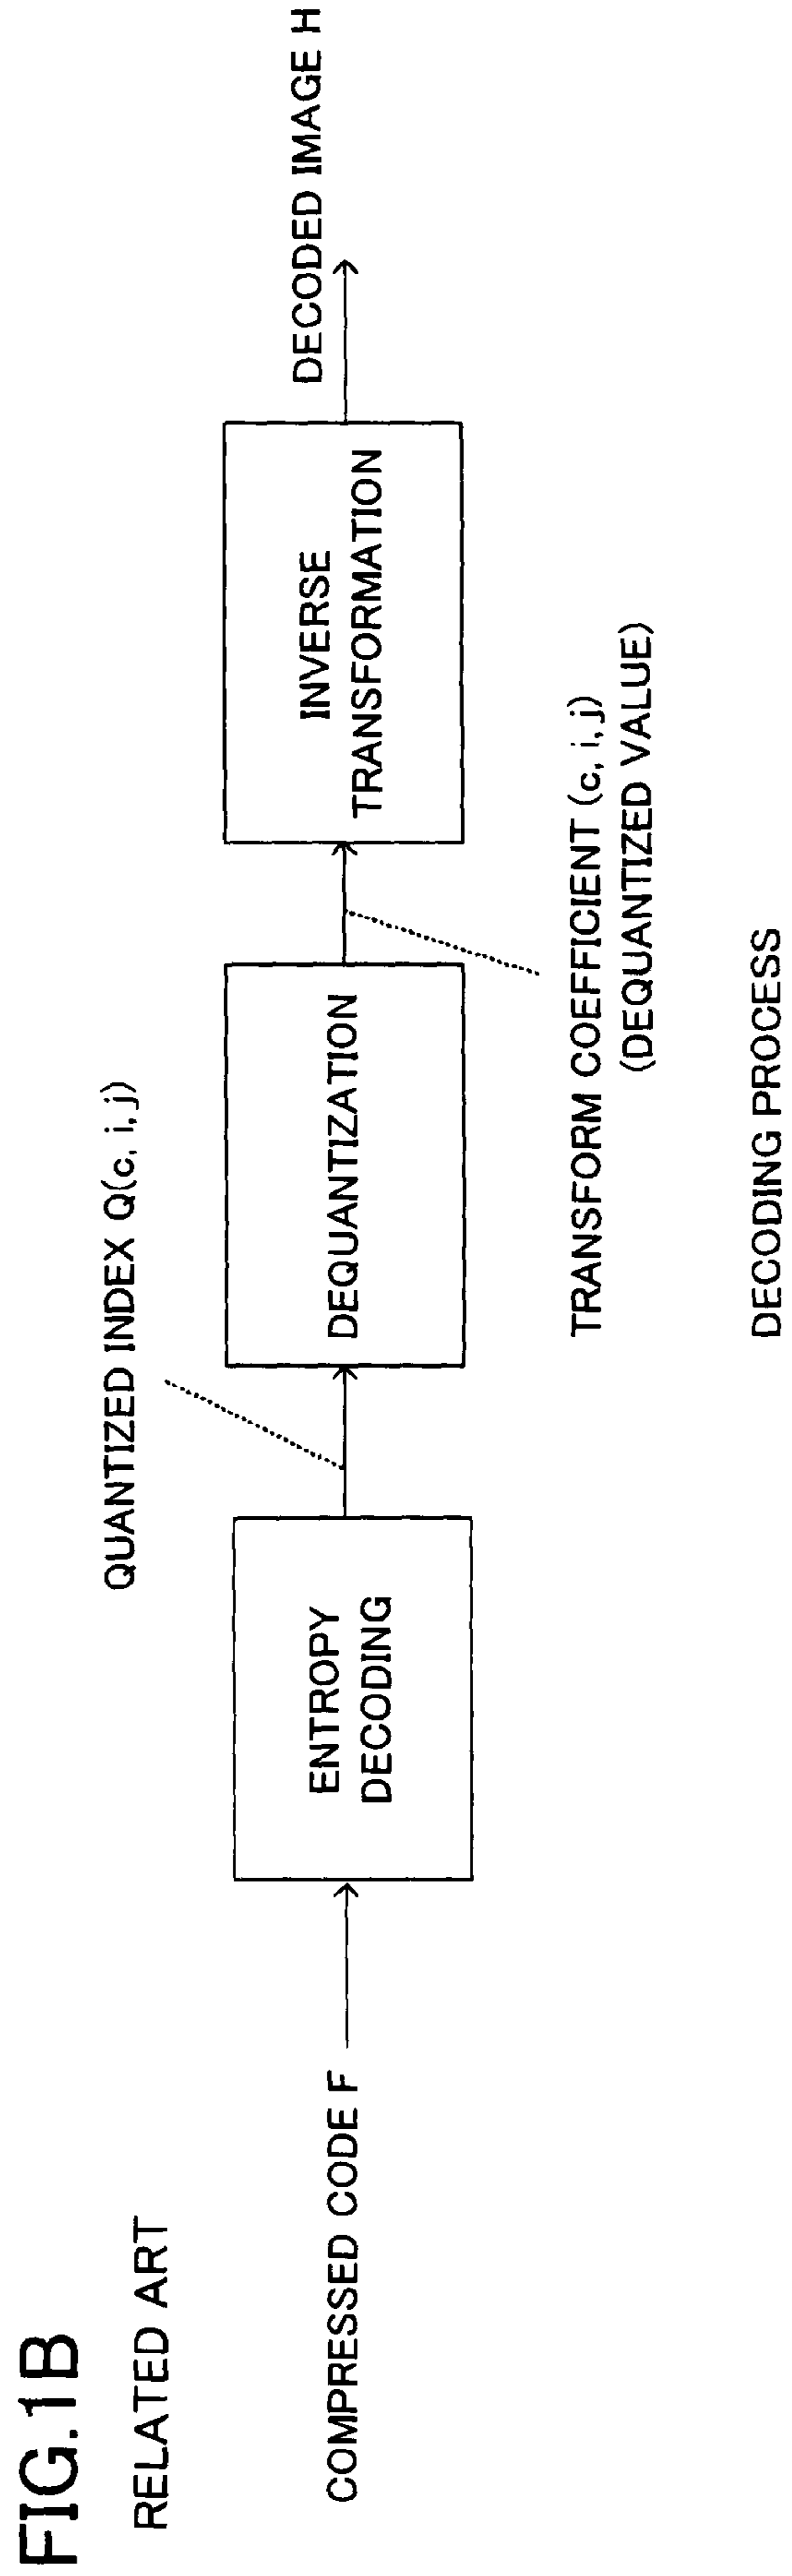 FIG.1B
RELATED ART
QUANTIZED INDEX Q(c, i, j)
COMPRESSED CODE F
ENTROPY
DECODING
DEQUANTIZATION
INVERSE
TRANSFORMATION
DECODED IMAGE H
TRANSFORM COEFFICIENT (c, i, j)
(DEQUANTIZED VALUE)
DECODING PROCESS